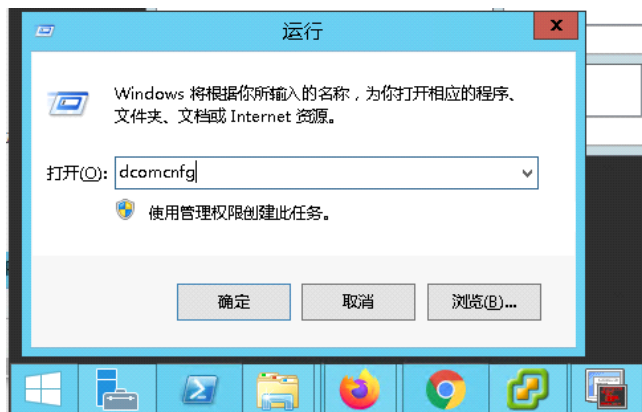 运行
x
Windows 将根据你所输入的名称，为你打开相应的程序、
文件夹、文档或 Internet 资源。
打开(O): dcomcnfg
使用管理权限创建此任务。
确定 取消 浏览(B)...